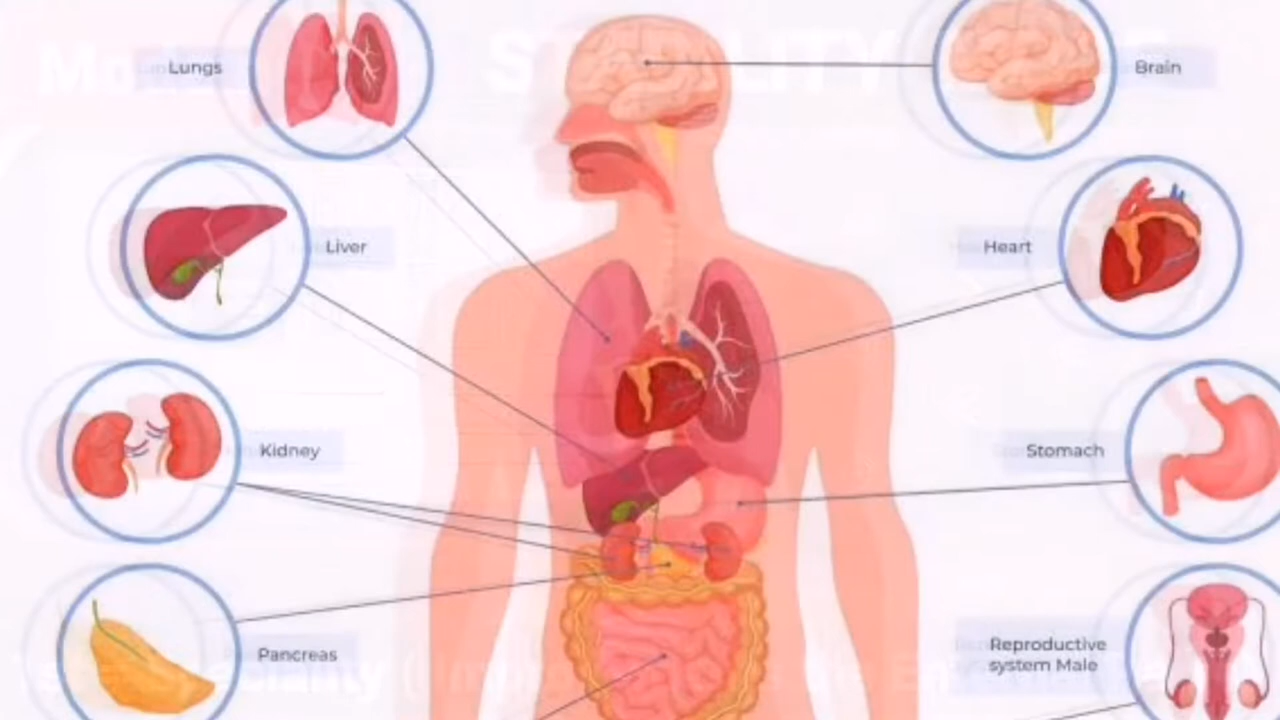 Lungs
Brain
Liver
Heart
Kidney
Stomach
Pancreas
Reproductive
system Male